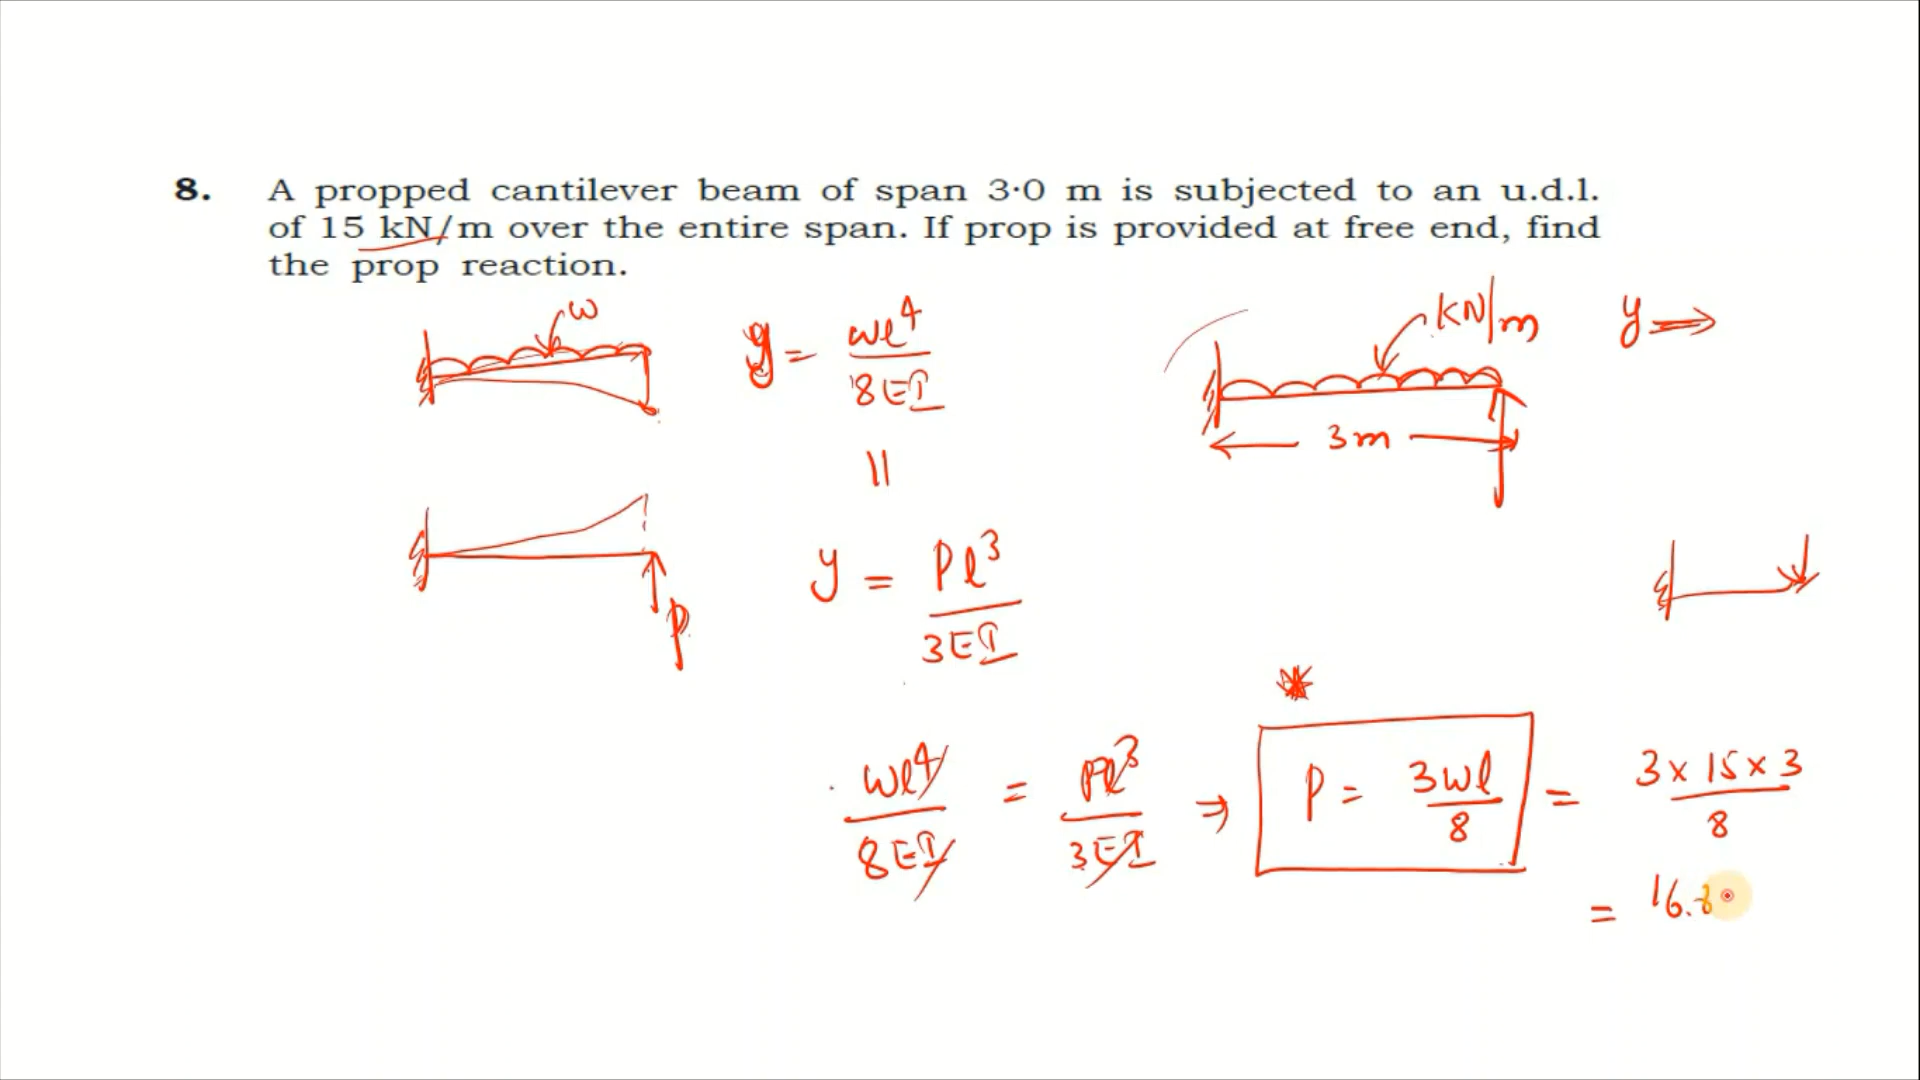 8. A propped cantilever beam of span 3·0 m is subjected to an u.d.l.
of 15 kN/m over the entire span. If prop is provided at free end, find
the prop reaction.
w
y = wl⁴/8EI
kN/m
y →
3m
||
y = Pl³/3EI
P
*
wl⁴/8EI = Pl³/3EI ⇒ P = 3wl/8 = 3×15×3/8
= 16.8